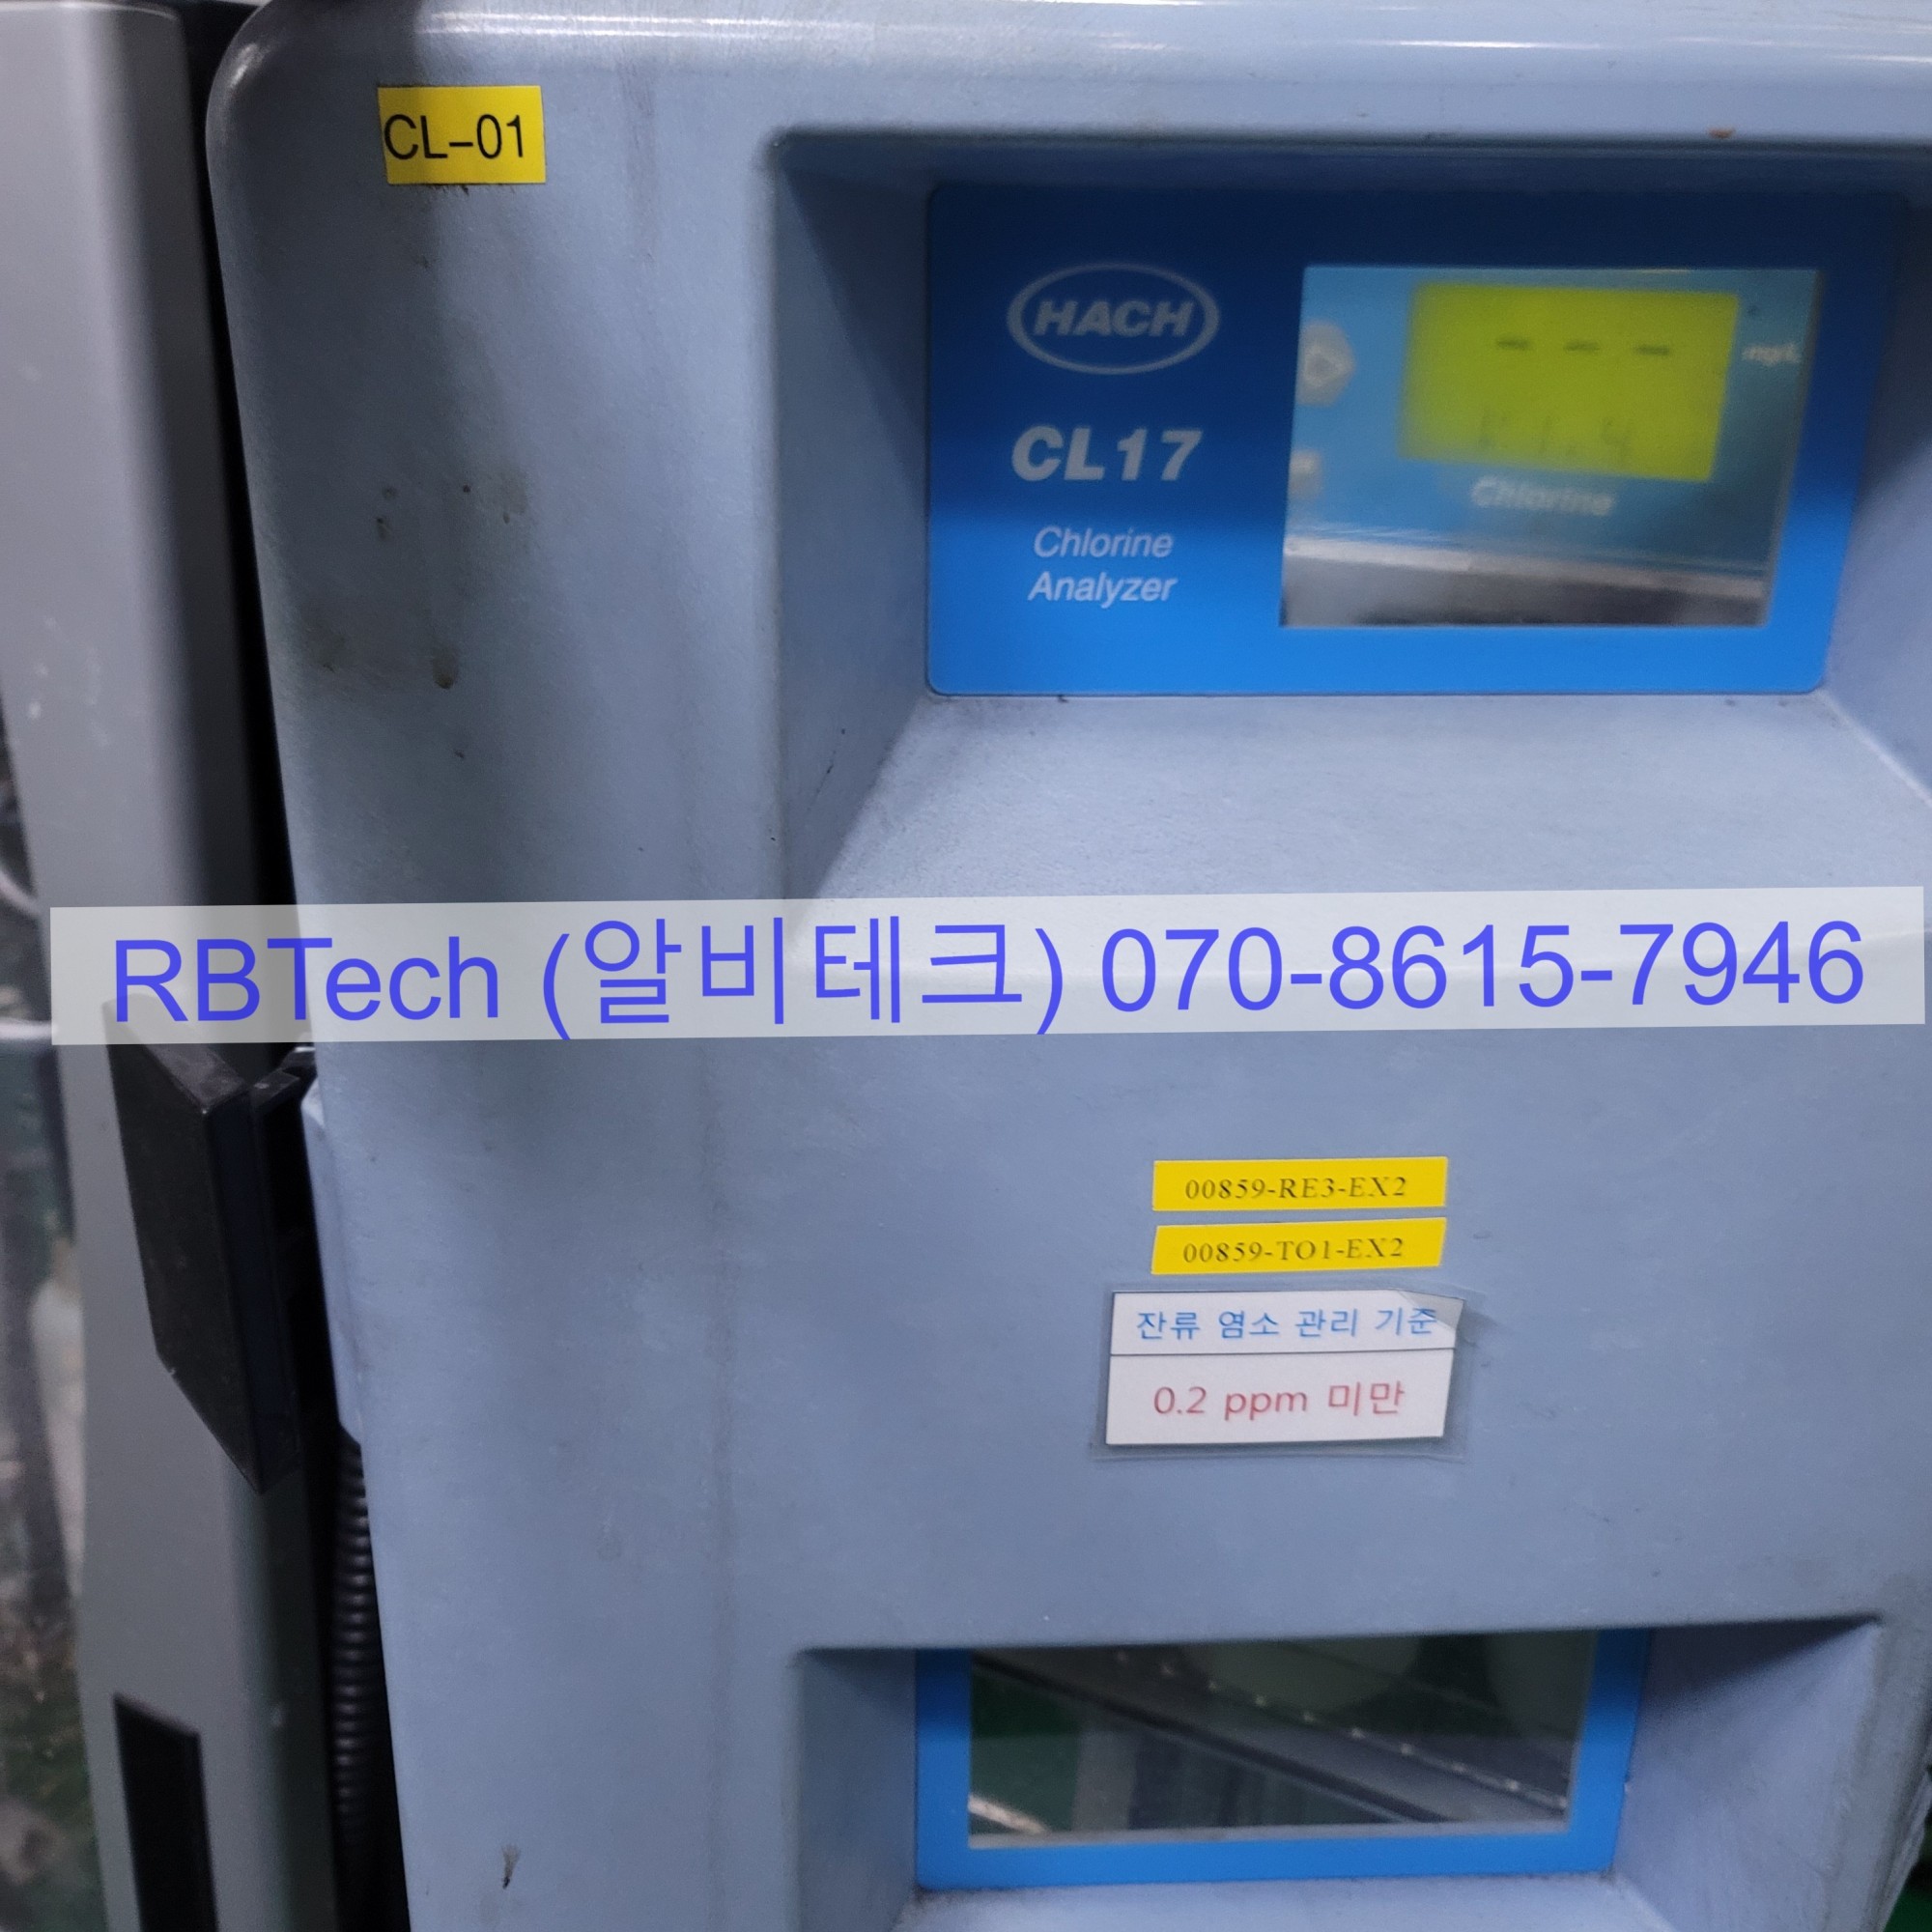 CL-01
HACH
CL17
Chlorine
Analyzer
- - -
mg/L
Chlorine
RBTech (알비테크) 070-8615-7946
00859-RE3-EX2
00859-TO1-EX2
잔류 염소 관리 기준
0.2 ppm 미만